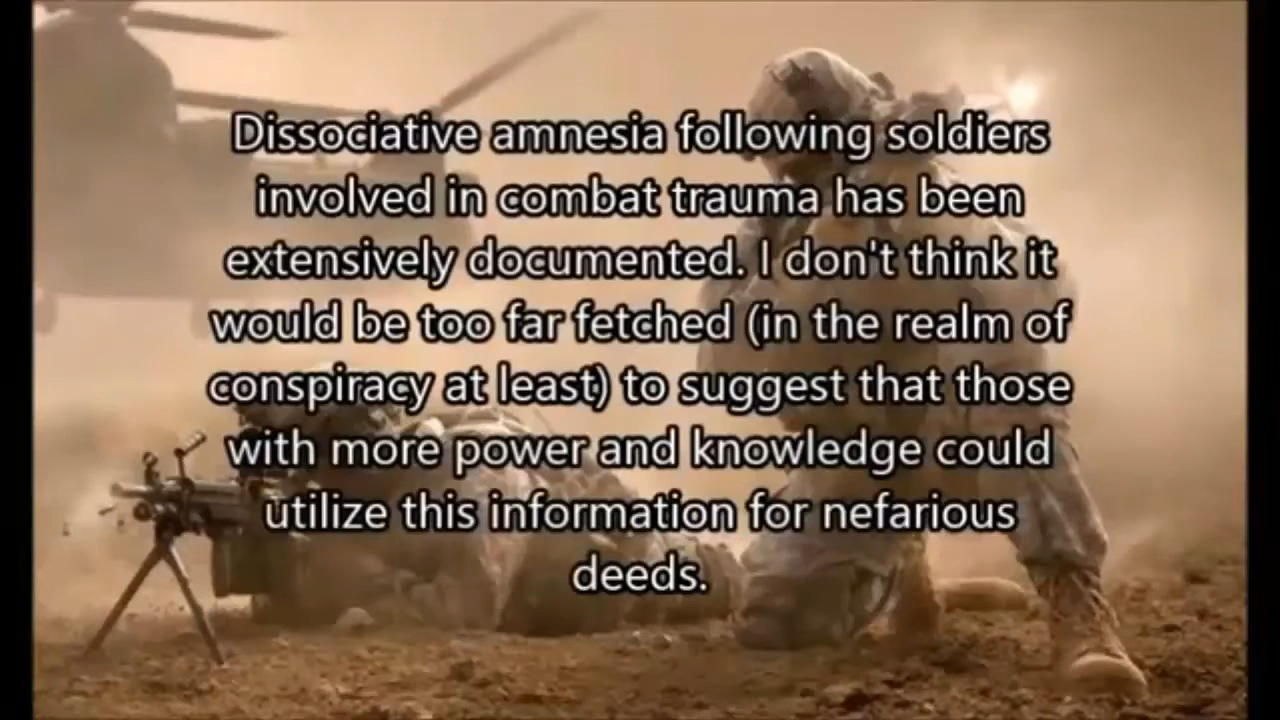 Dissociative amnesia following soldiers
involved in combat trauma has been
extensively documented. I don't think it
would be too far fetched (in the realm of
conspiracy at least) to suggest that those
with more power and knowledge could
utilize this information for nefarious
deeds.